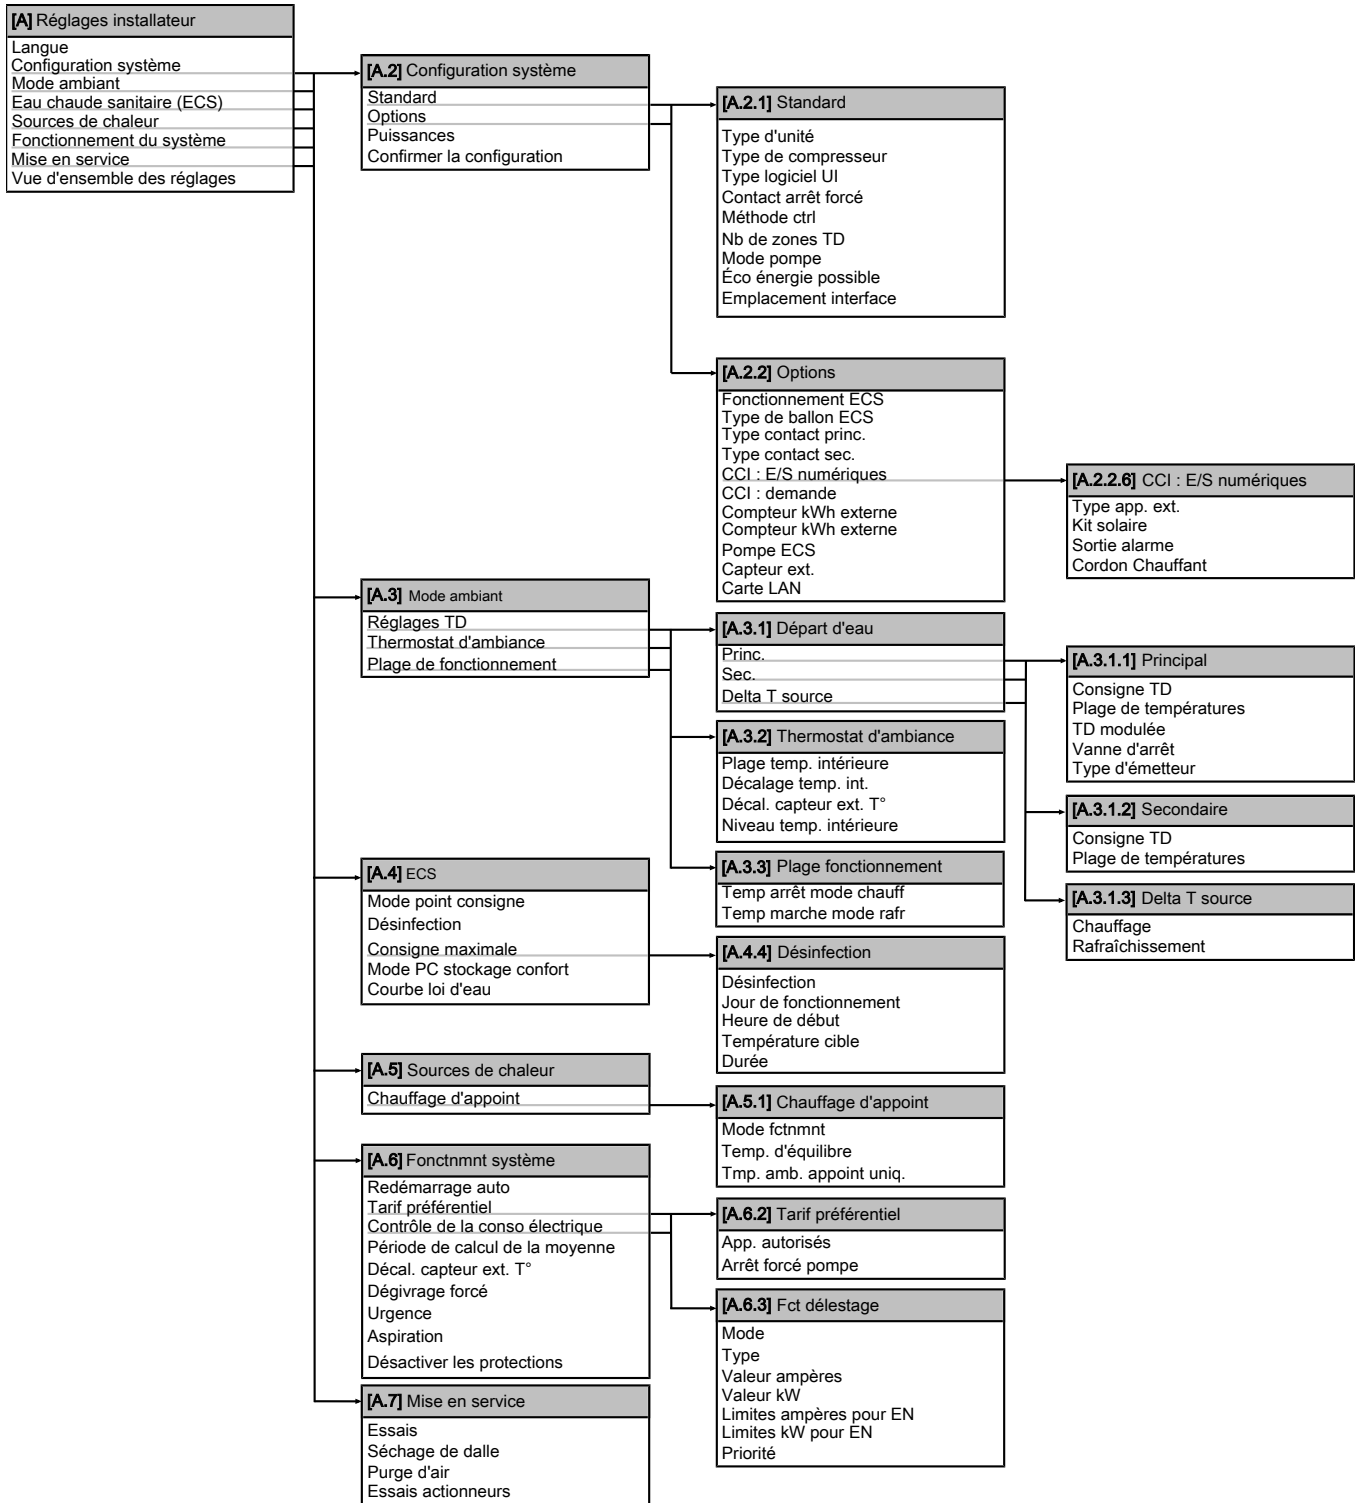 [A] Réglages installateur
Langue
Configuration système
Mode ambiant
Eau chaude sanitaire (ECS)
Sources de chaleur
Fonctionnement du système
Mise en service
Vue d'ensemble des réglages
[A.2] Configuration système
Standard
Options
Puissances
Confirmer la configuration
[A.2.1] Standard
Type d'unité
Type de compresseur
Type logiciel UI
Contact arrêt forcé
Méthode ctrl
Nb de zones TD
Mode pompe
Éco énergie possible
Emplacement interface
[A.2.2] Options
Fonctionnement ECS
Type de ballon ECS
Type contact princ.
Type contact sec.
CCI : E/S numériques
CCI : demande
Compteur kWh externe
Compteur kWh externe
Pompe ECS
Capteur ext.
Carte LAN
[A.2.2.6] CCI : E/S numériques
Type app. ext.
Kit solaire
Sortie alarme
Cordon Chauffant
[A.3] Mode ambiant
Réglages TD
Thermostat d'ambiance
Plage de fonctionnement
[A.3.1] Départ d'eau
Princ.
Sec.
Delta T source
[A.3.1.1] Principal
Consigne TD
Plage de températures
TD modulée
Vanne d'arrêt
Type d'émetteur
[A.3.2] Thermostat d'ambiance
Plage temp. intérieure
Décalage temp. int.
Décal. capteur ext. T°
Niveau temp. intérieure
[A.3.1.2] Secondaire
Consigne TD
Plage de températures
[A.3.3] Plage fonctionnement
Temp arrêt mode chauff
Temp marche mode rafr
[A.3.1.3] Delta T source
Chauffage
Rafraîchissement
[A.4] ECS
Mode point consigne
Désinfection
Consigne maximale
Mode PC stockage confort
Courbe loi d'eau
[A.4.4] Désinfection
Désinfection
Jour de fonctionnement
Heure de début
Température cible
Durée
[A.5] Sources de chaleur
Chauffage d'appoint
[A.5.1] Chauffage d'appoint
Mode fctnmnt
Temp. d'équilibre
Tmp. amb. appoint uniq.
[A.6] Fonctnmnt système
Redémarrage auto
Tarif préférentiel
Contrôle de la conso électrique
Période de calcul de la moyenne
Décal. capteur ext. T°
Dégivrage forcé
Urgence
Aspiration
Désactiver les protections
[A.6.2] Tarif préférentiel
App. autorisés
Arrêt forcé pompe
[A.6.3] Fct délestage
Mode
Type
Valeur ampères
Valeur kW
Limites ampères pour EN
Limites kW pour EN
Priorité
[A.7] Mise en service
Essais
Séchage de dalle
Purge d'air
Essais actionneurs